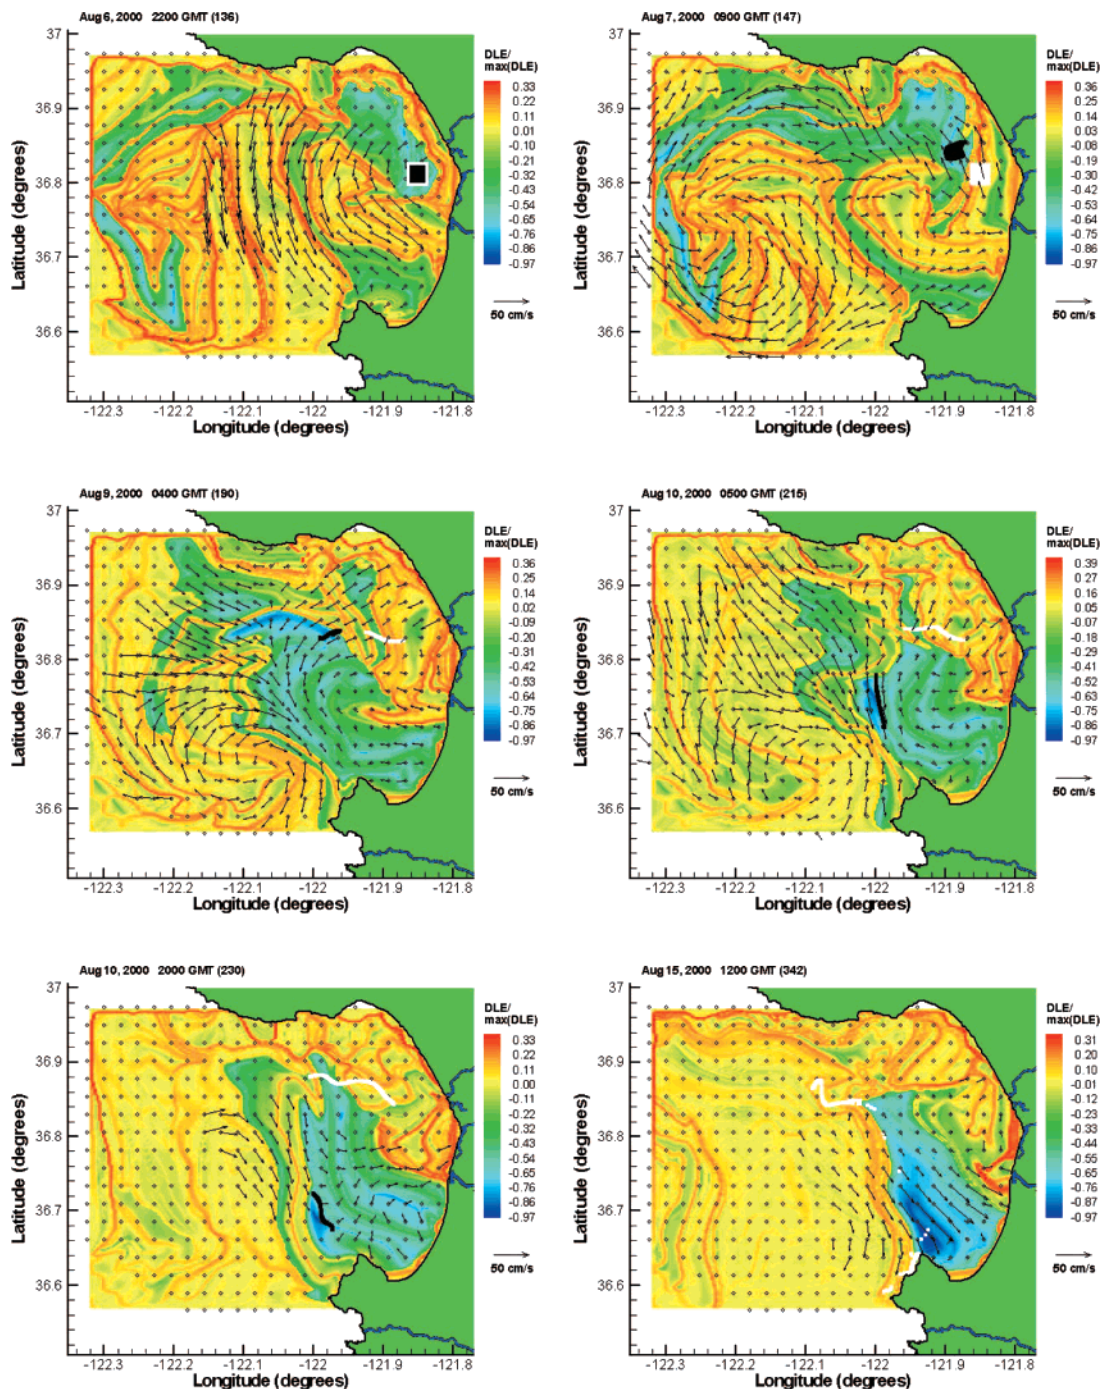 Aug 6, 2000 2200 GMT (136)
37
36.9
36.8
36.7
36.6
Latitude (degrees)
-122.3 -122.2 -122.1 -122 -121.9 -121.8
Longitude (degrees)
DLE/
max(DLE)
0.33
0.22
0.11
0.01
-0.10
-0.21
-0.32
-0.43
-0.54
-0.65
-0.76
-0.86
-0.97
50 cm/s
Aug 7, 2000 0900 GMT (147)
37
36.9
36.8
36.7
36.6
Latitude (degrees)
-122.3 -122.2 -122.1 -122 -121.9 -121.8
Longitude (degrees)
DLE/
max(DLE)
0.36
0.25
0.14
0.03
-0.08
-0.19
-0.30
-0.42
-0.53
-0.64
-0.75
-0.86
-0.97
50 cm/s
Aug 9, 2000 0400 GMT (190)
37
36.9
36.8
36.7
36.6
Latitude (degrees)
-122.3 -122.2 -122.1 -122 -121.9 -121.8
Longitude (degrees)
DLE/
max(DLE)
0.36
0.25
0.14
0.02
-0.09
-0.20
-0.31
-0.42
-0.53
-0.64
-0.75
-0.86
-0.97
50 cm/s
Aug 10, 2000 0500 GMT (215)
37
36.9
36.8
36.7
36.6
Latitude (degrees)
-122.3 -122.2 -122.1 -122 -121.9 -121.8
Longitude (degrees)
DLE/
max(DLE)
0.39
0.27
0.16
0.05
-0.07
-0.18
-0.29
-0.41
-0.52
-0.63
-0.75
-0.86
-0.97
50 cm/s
Aug 10, 2000 2000 GMT (230)
37
36.9
36.8
36.7
36.6
Latitude (degrees)
-122.3 -122.2 -122.1 -122 -121.9 -121.8
Longitude (degrees)
DLE/
max(DLE)
0.33
0.22
0.11
0.00
-0.11
-0.22
-0.33
-0.43
-0.54
-0.65
-0.76
-0.86
-0.97
50 cm/s
Aug 15, 2000 1200 GMT (342)
37
36.9
36.8
36.7
36.6
Latitude (degrees)
-122.3 -122.2 -122.1 -122 -121.9 -121.8
Longitude (degrees)
DLE/
max(DLE)
0.31
0.20
0.10
-0.01
-0.12
-0.23
-0.33
-0.44
-0.55
-0.65
-0.76
-0.87
-0.97
50 cm/s